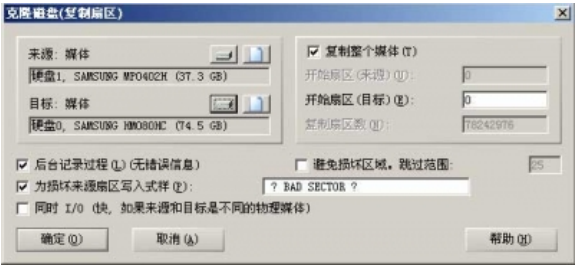 克隆磁盘(复制扇区)
来源: 媒体
硬盘1, SAMSUNG MP0402H (37.3 GB)
目标: 媒体
硬盘0, SAMSUNG HM080HC (74.5 GB)
复制整个媒体(T)
开始扇区(来源)(U): 0
开始扇区(目标)(E): 0
复制扇区数(N): 78242976
后台记录过程(L)(无错误信息)
避免损坏区域。跳过范围: 25
为损坏来源扇区写入式样(P): ? BAD SECTOR ?
同时 I/O (快, 如果来源和目标是不同的物理媒体)
确定(O) 取消(A) 帮助(H)